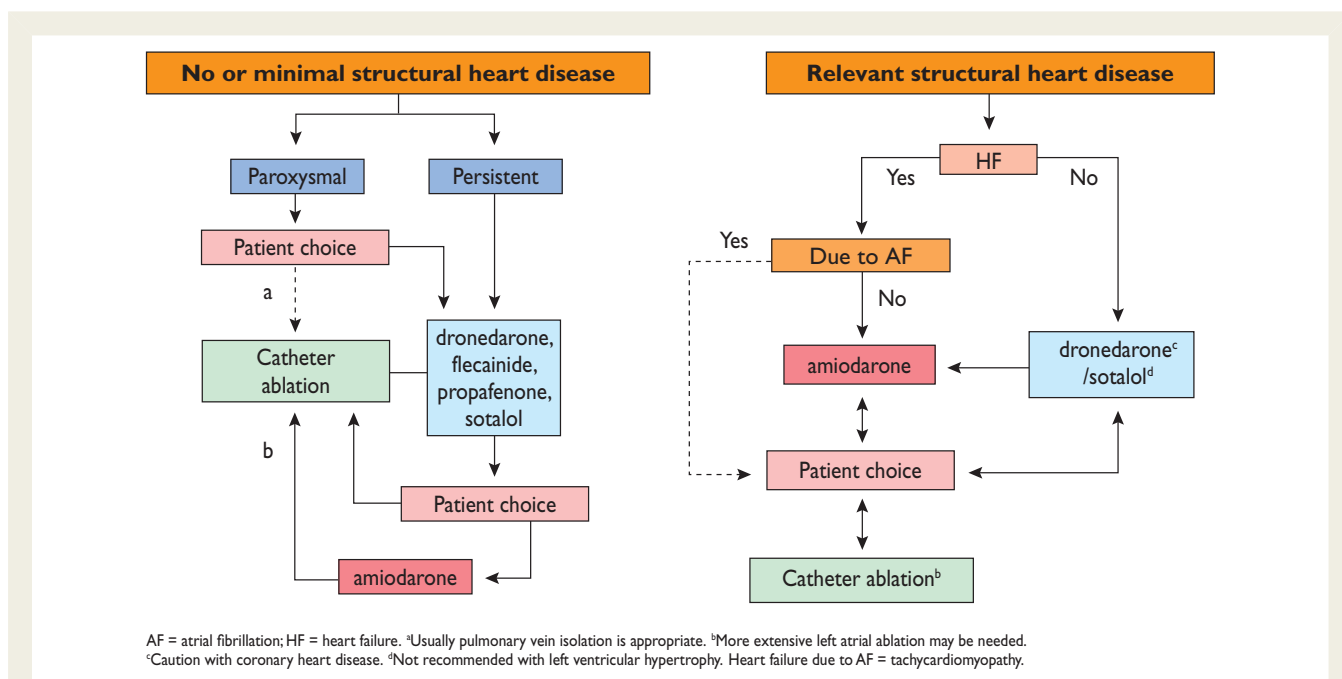 No or minimal structural heart disease
Paroxysmal
Persistent
Patient choice
a
Catheter
ablation
dronedarone,
flecainide,
propafenone,
sotalol
b
Patient choice
amiodarone
Relevant structural heart disease
HF
Yes
No
Yes
Due to AF
No
amiodarone
dronedaroneᶜ
/sotalolᵈ
Patient choice
Catheter ablationᵇ
AF = atrial fibrillation; HF = heart failure. ᵃUsually pulmonary vein isolation is appropriate. ᵇMore extensive left atrial ablation may be needed.
ᶜCaution with coronary heart disease. ᵈNot recommended with left ventricular hypertrophy. Heart failure due to AF = tachycardiomyopathy.